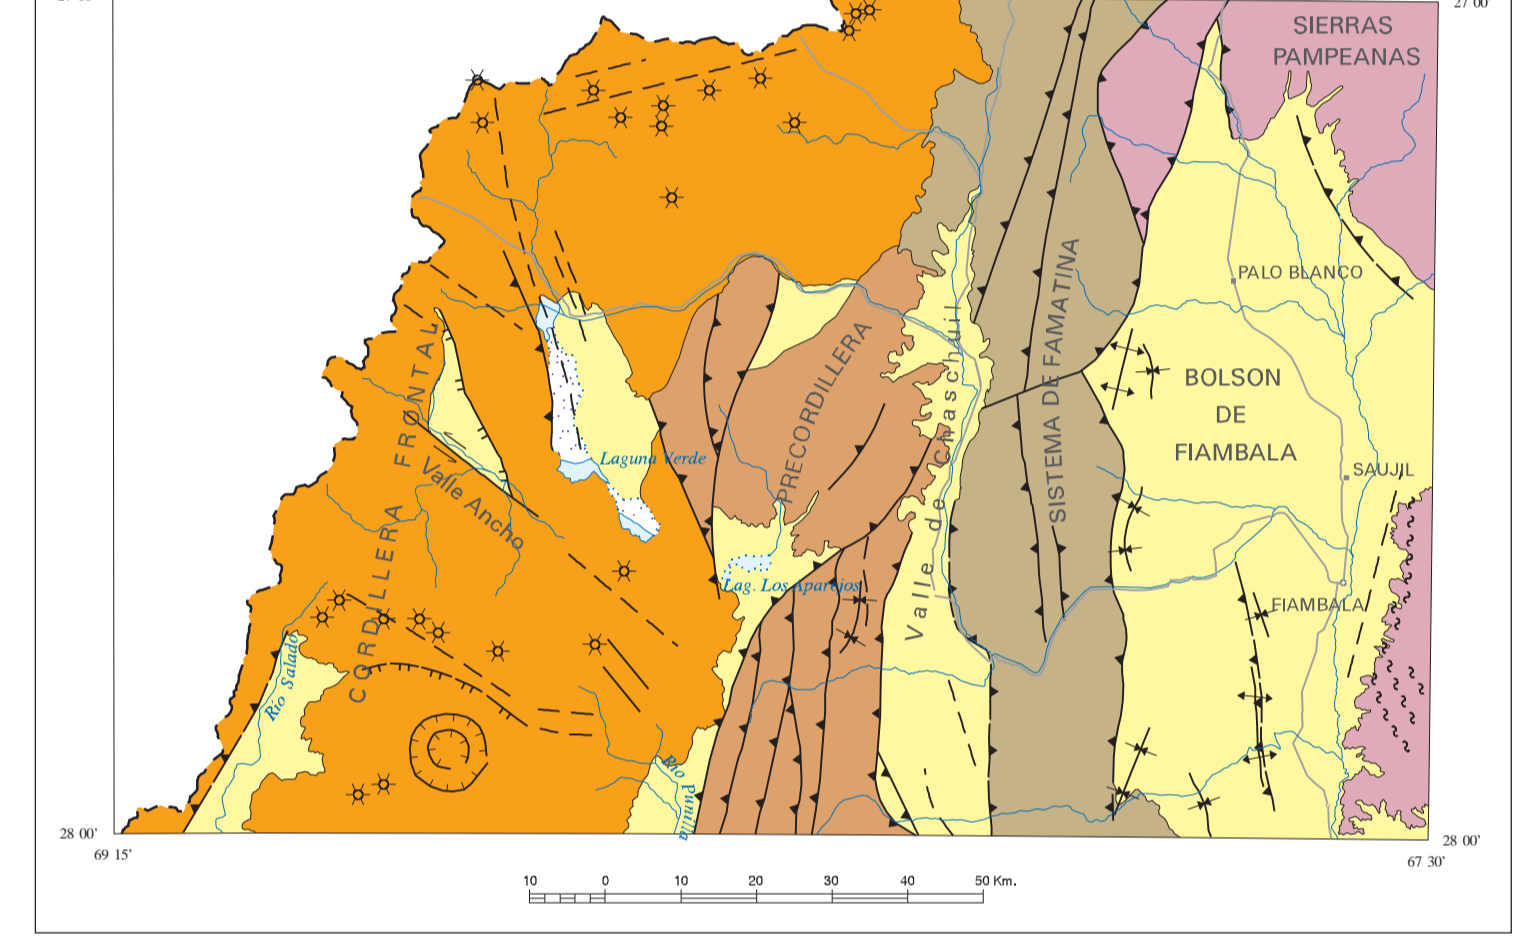 27 00'
SIERRAS
PAMPEANAS
PALO BLANCO
BOLSON
DE
FIAMBALA
SAUJIL
FIAMBALA
SISTEMA DE FAMATINA
Valle de Chaschuil
PRECORDILLERA
CORDILLERA FRONTAL
Valle Ancho
Laguna Verde
Lag. Los Aparejos
Río Salado
Río Punilla
28 00'
28 00'
69 15'
67 30'
10 0 10 20 30 40 50 Km.